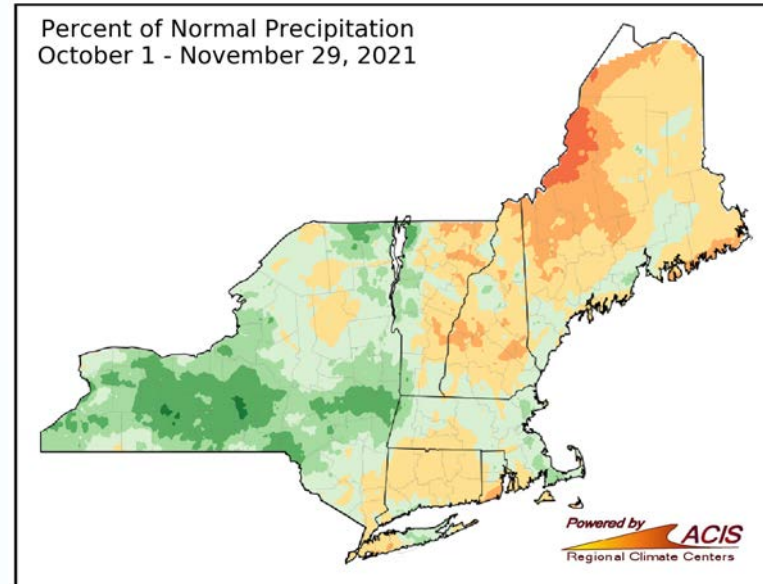 Percent of Normal Precipitation
October 1 - November 29, 2021
Powered by
ACIS
Regional Climate Centers